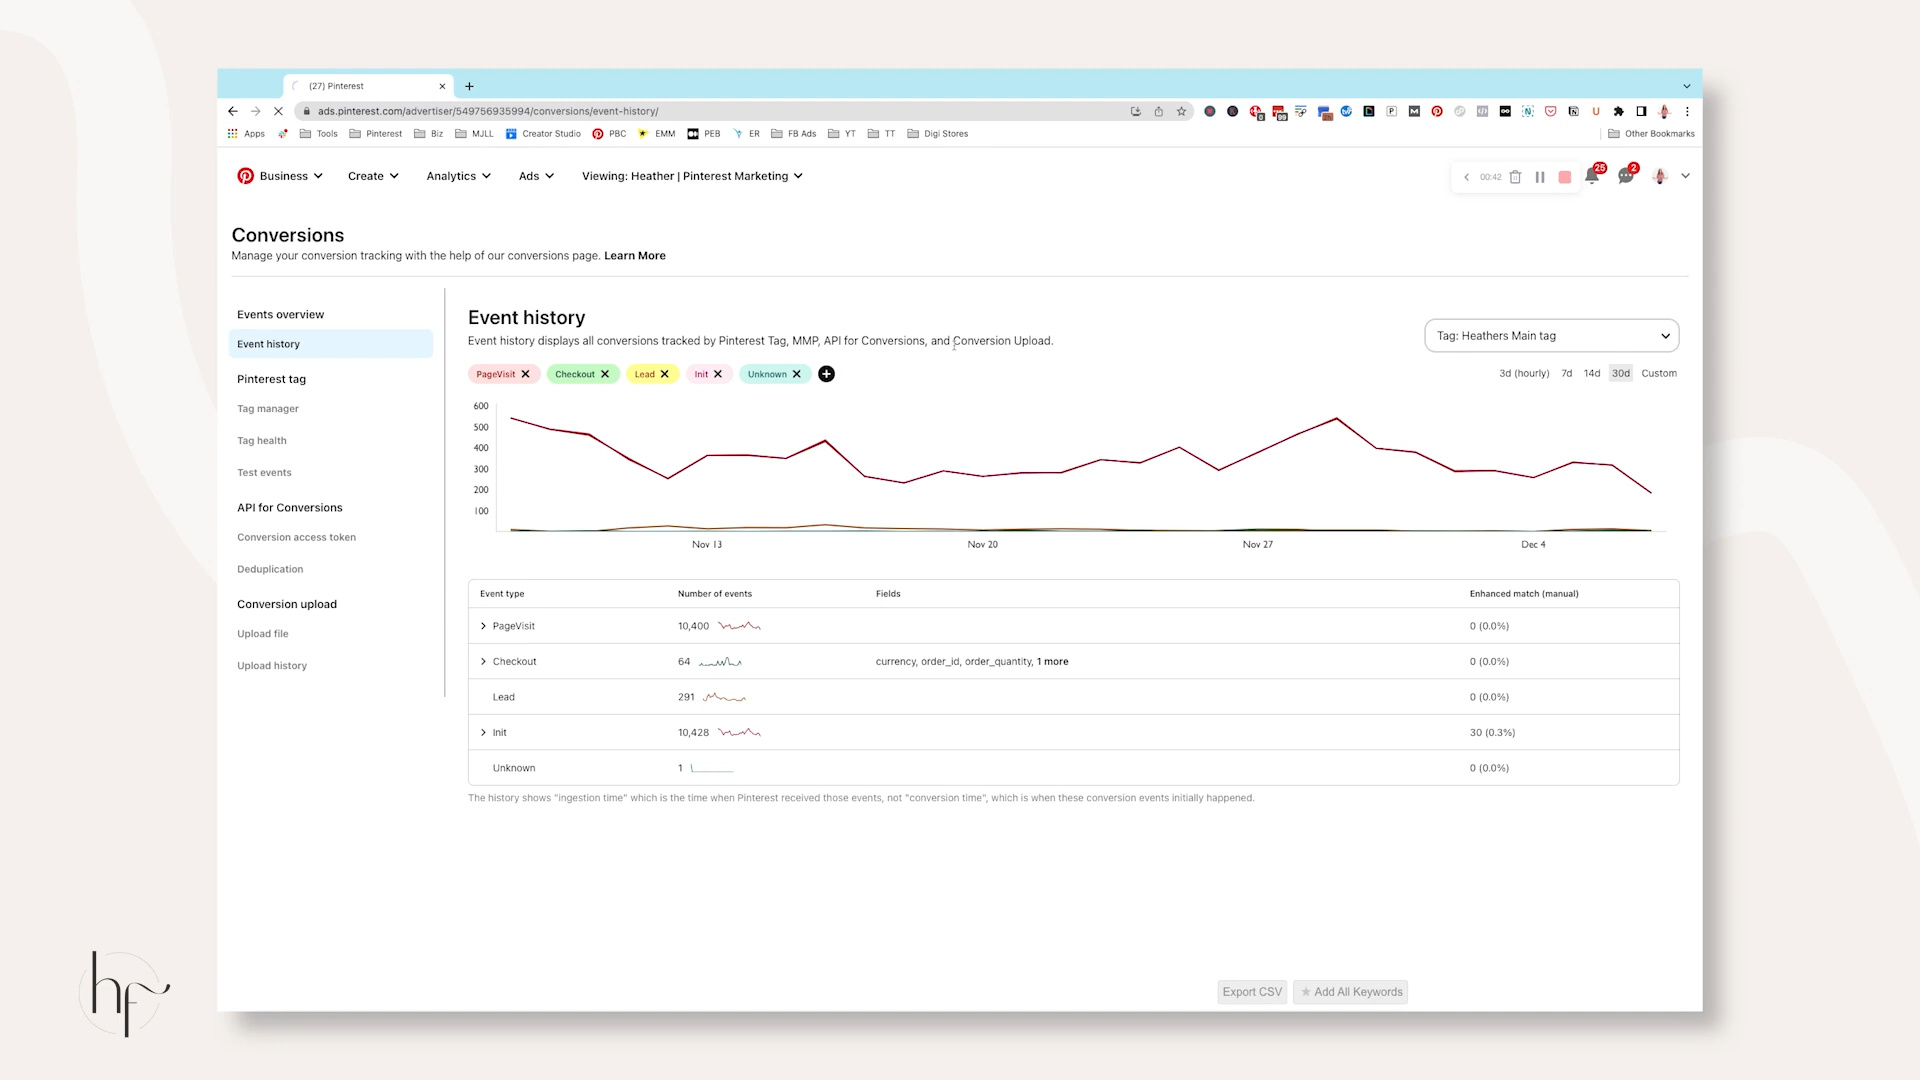 (27) Pinterest
ads.pinterest.com/advertiser/549756935994/conversions/event-history/
Apps Tools Pinterest Biz MJLL Creator Studio PBC EMM PEB ER FB Ads YT TT Digi Stores Other Bookmarks
Business Create Analytics Ads Viewing: Heather | Pinterest Marketing 00:42 25 2
Conversions
Manage your conversion tracking with the help of our conversions page. Learn More
Events overview
Event history
Pinterest tag
Tag manager
Tag health
Test events
API for Conversions
Conversion access token
Deduplication
Conversion upload
Upload file
Upload history
Event history
Event history displays all conversions tracked by Pinterest Tag, MMP, API for Conversions, and Conversion Upload.
Tag: Heathers Main tag
PageVisit Checkout Lead Init Unknown
3d (hourly) 7d 14d 30d Custom
600
500
400
300
200
100
Nov 13 Nov 20 Nov 27 Dec 4
Event type Number of events Fields Enhanced match (manual)
PageVisit 10,400 0 (0.0%)
Checkout 64 currency, order_id, order_quantity, 1 more 0 (0.0%)
Lead 291 0 (0.0%)
Init 10,428 30 (0.3%)
Unknown 1 0 (0.0%)
The history shows "ingestion time" which is the time when Pinterest received those events, not "conversion time", which is when these conversion events initially happened.
Export CSV Add All Keywords
hf